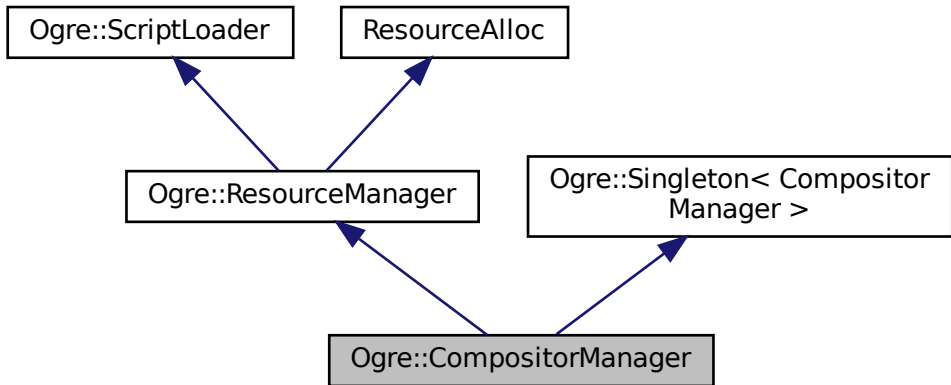 Ogre::ScriptLoader
ResourceAlloc
Ogre::ResourceManager
Ogre::Singleton< Compositor
Manager >
Ogre::CompositorManager